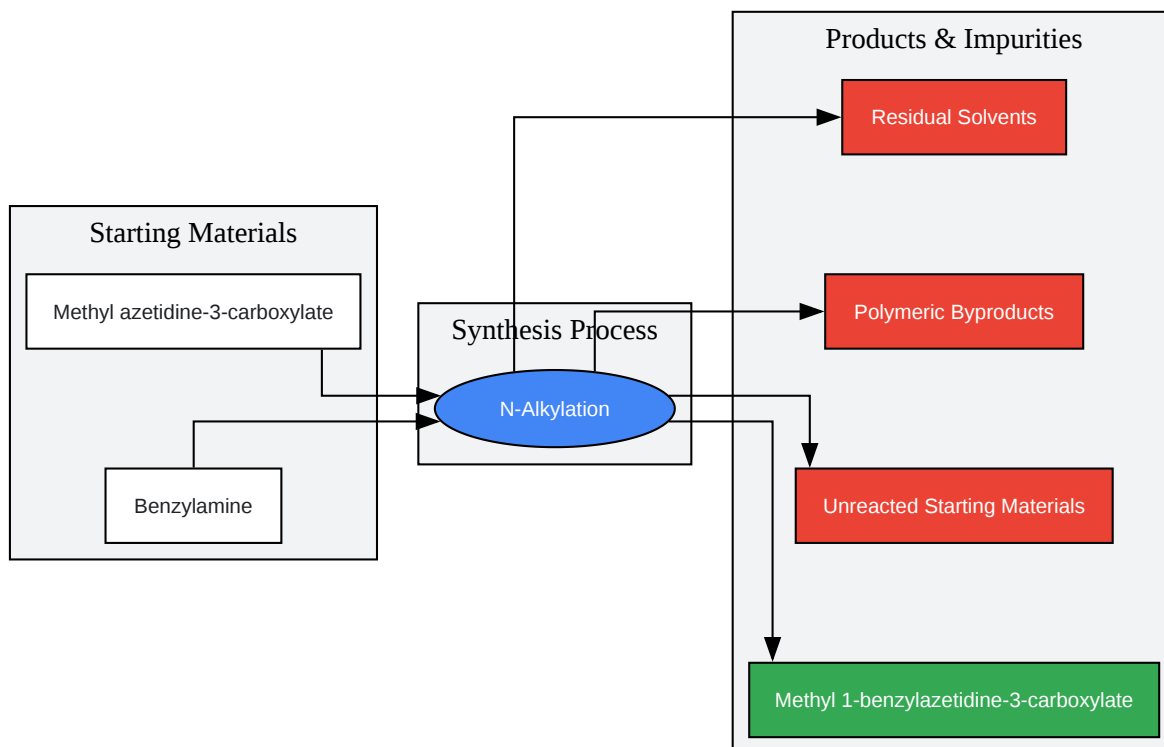 Starting Materials
Methyl azetidine-3-carboxylate
Benzylamine
Synthesis Process
N-Alkylation
Products & Impurities
Residual Solvents
Polymeric Byproducts
Unreacted Starting Materials
Methyl 1-benzylazetidine-3-carboxylate